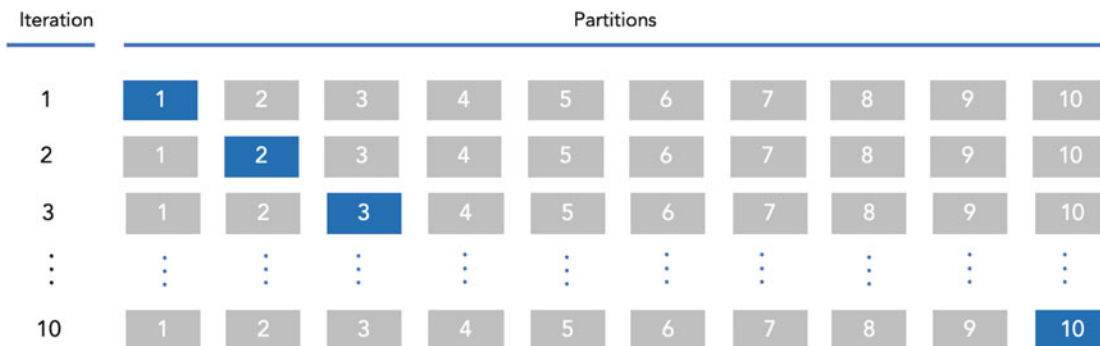 Iteration Partitions
1 1 2 3 4 5 6 7 8 9 10
2 1 2 3 4 5 6 7 8 9 10
3 1 2 3 4 5 6 7 8 9 10
10 1 2 3 4 5 6 7 8 9 10